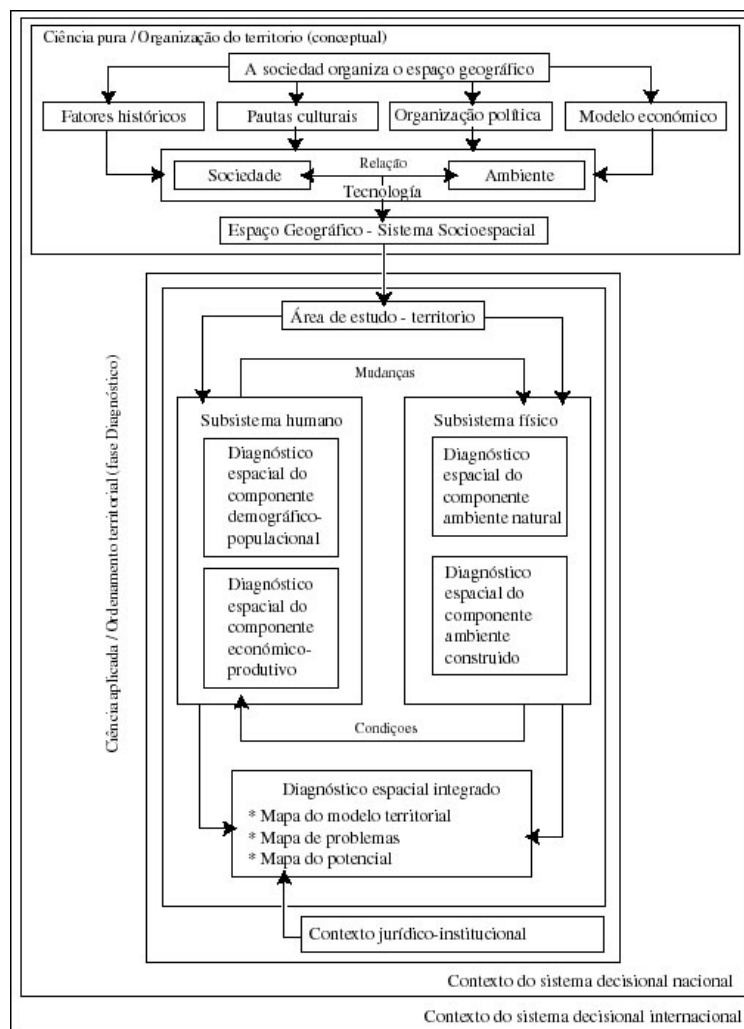 Ciência pura / Organização do territorio (conceptual)
A sociedad organiza o espaço geográfico
Fatores históricos
Pautas culturais
Organização política
Modelo económico
Relação
Sociedade
Ambiente
Tecnología
Espaço Geográfico - Sistema Socioespacial
Ciência aplicada / Ordenamento territorial (fase Diagnóstico)
Área de estudo - territorio
Mudanças
Subsistema humano
Diagnóstico
espacial do
componente
demográfico-
populacional
Diagnóstico
espacial do
componente
económico-
produtivo
Subsistema físico
Diagnóstico
espacial do
componente
ambiente natural
Diagnóstico
espacial do
componente
ambiente
construido
Condiçoes
Diagnóstico espacial integrado
* Mapa do modelo territorial
* Mapa de problemas
* Mapa do potencial
Contexto jurídico-institucional
Contexto do sistema decisional nacional
Contexto do sistema decisional internacional